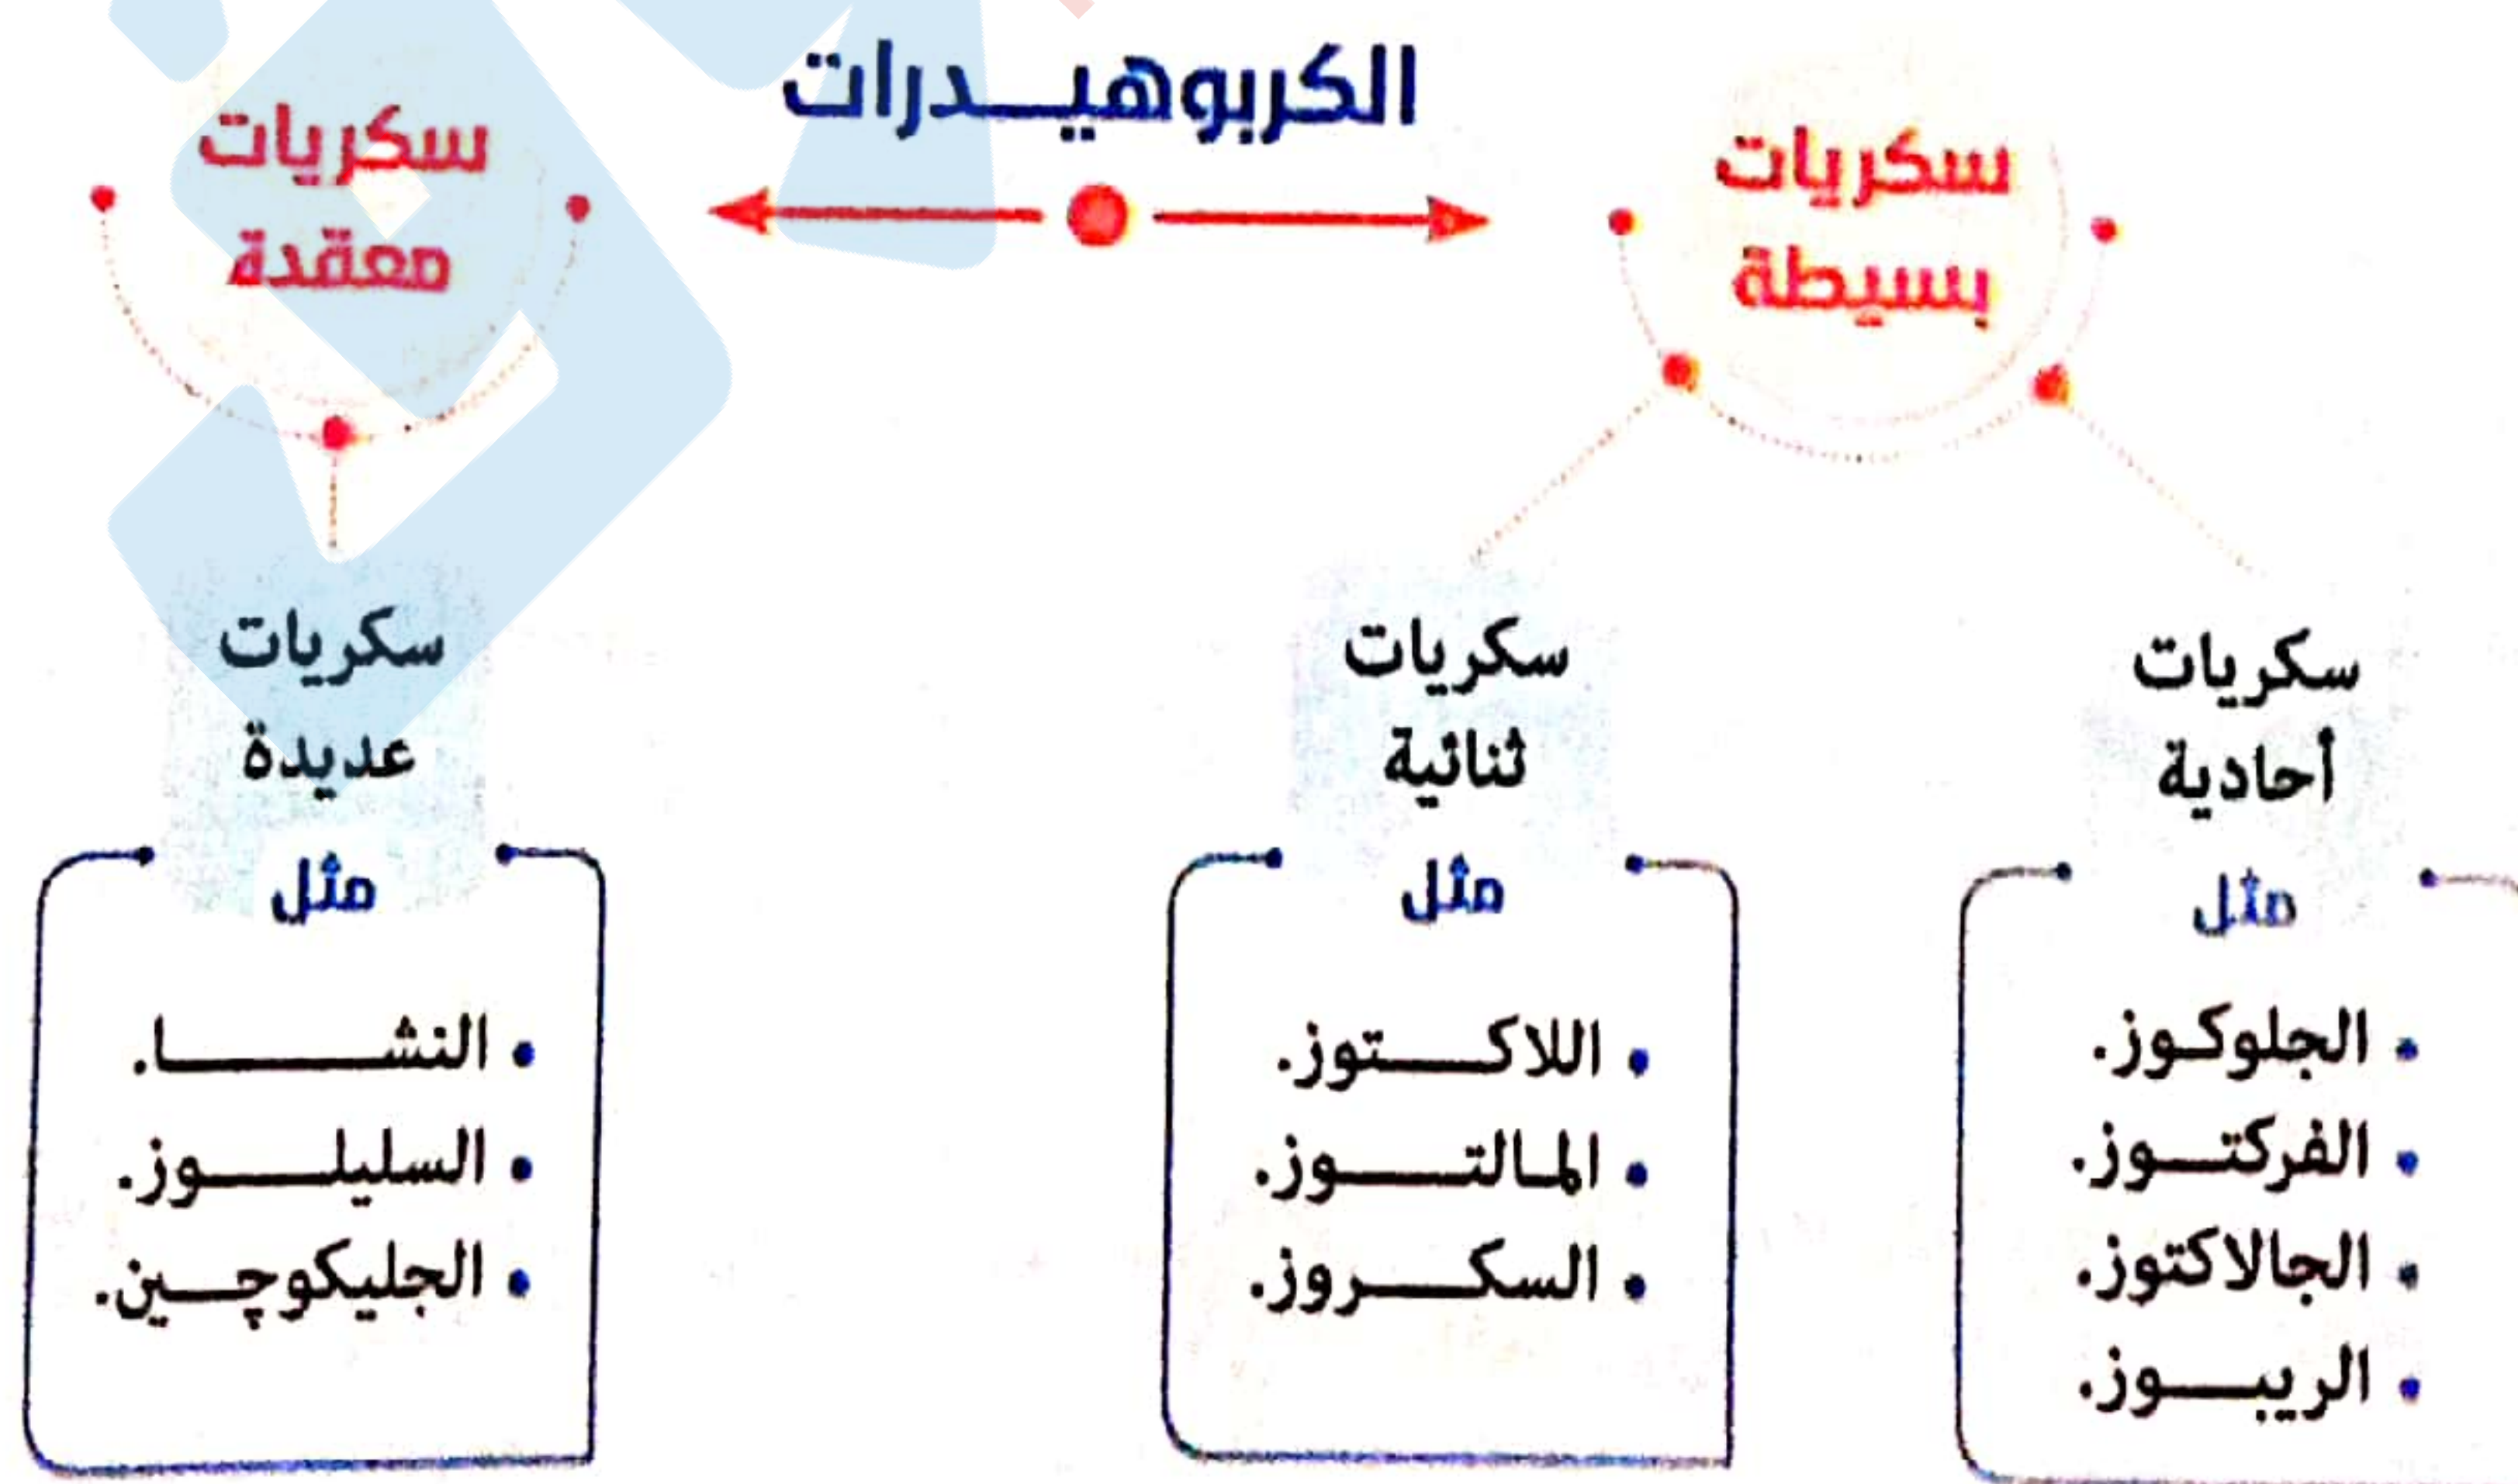 الكربوهيدرات
سكريات
بسيطة
سكريات
معقدة
سكريات
أحادية
مثل
• الجلوكوز.
• الفركتوز.
• الجالاكتوز.
• الريبوز.
سكريات
ثنائية
مثل
• اللاكتوز.
• المالتوز.
• السكروز.
سكريات
عديدة
مثل
• النشا.
• السليلوز.
• الجليكوچين.